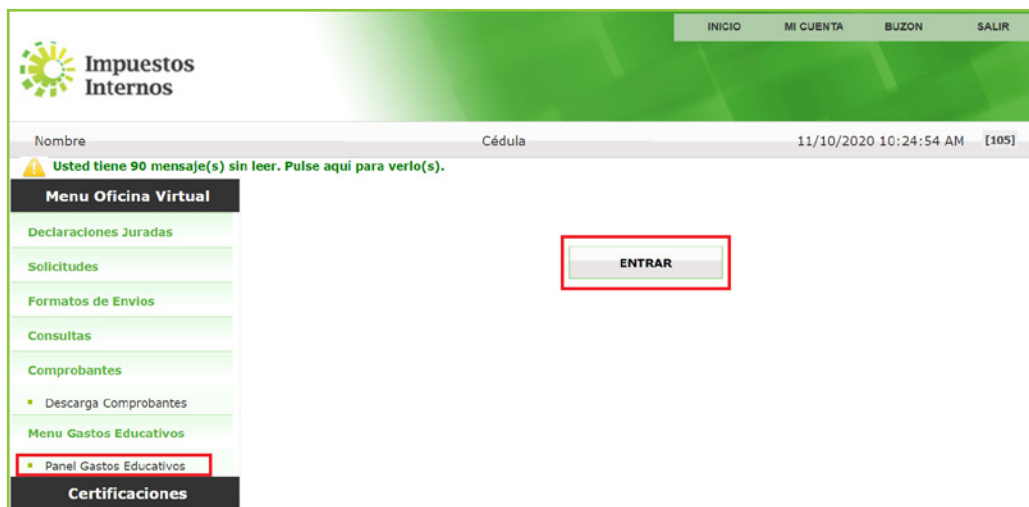 INICIO MI CUENTA BUZON SALIR
Impuestos
Internos
Nombre Cédula 11/10/2020 10:24:54 AM [105]
Usted tiene 90 mensaje(s) sin leer. Pulse aquí para verlo(s).
Menu Oficina Virtual
Declaraciones Juradas
Solicitudes
Formatos de Envios
Consultas
Comprobantes
Descarga Comprobantes
Menu Gastos Educativos
Panel Gastos Educativos
Certificaciones
ENTRAR